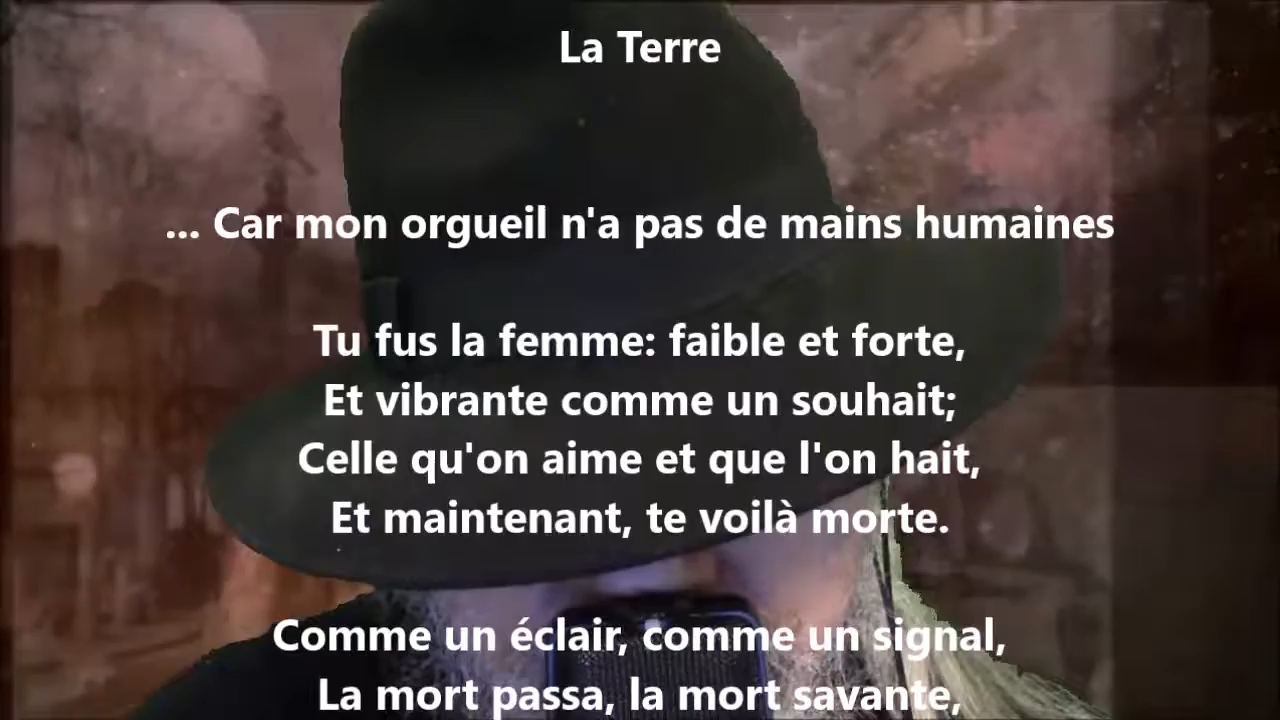 La Terre
... Car mon orgueil n'a pas de mains humaines
Tu fus la femme: faible et forte,
Et vibrante comme un souhait;
Celle qu'on aime et que l'on hait,
Et maintenant, te voilà morte.
Comme un éclair, comme un signal,
La mort passa, la mort savante,